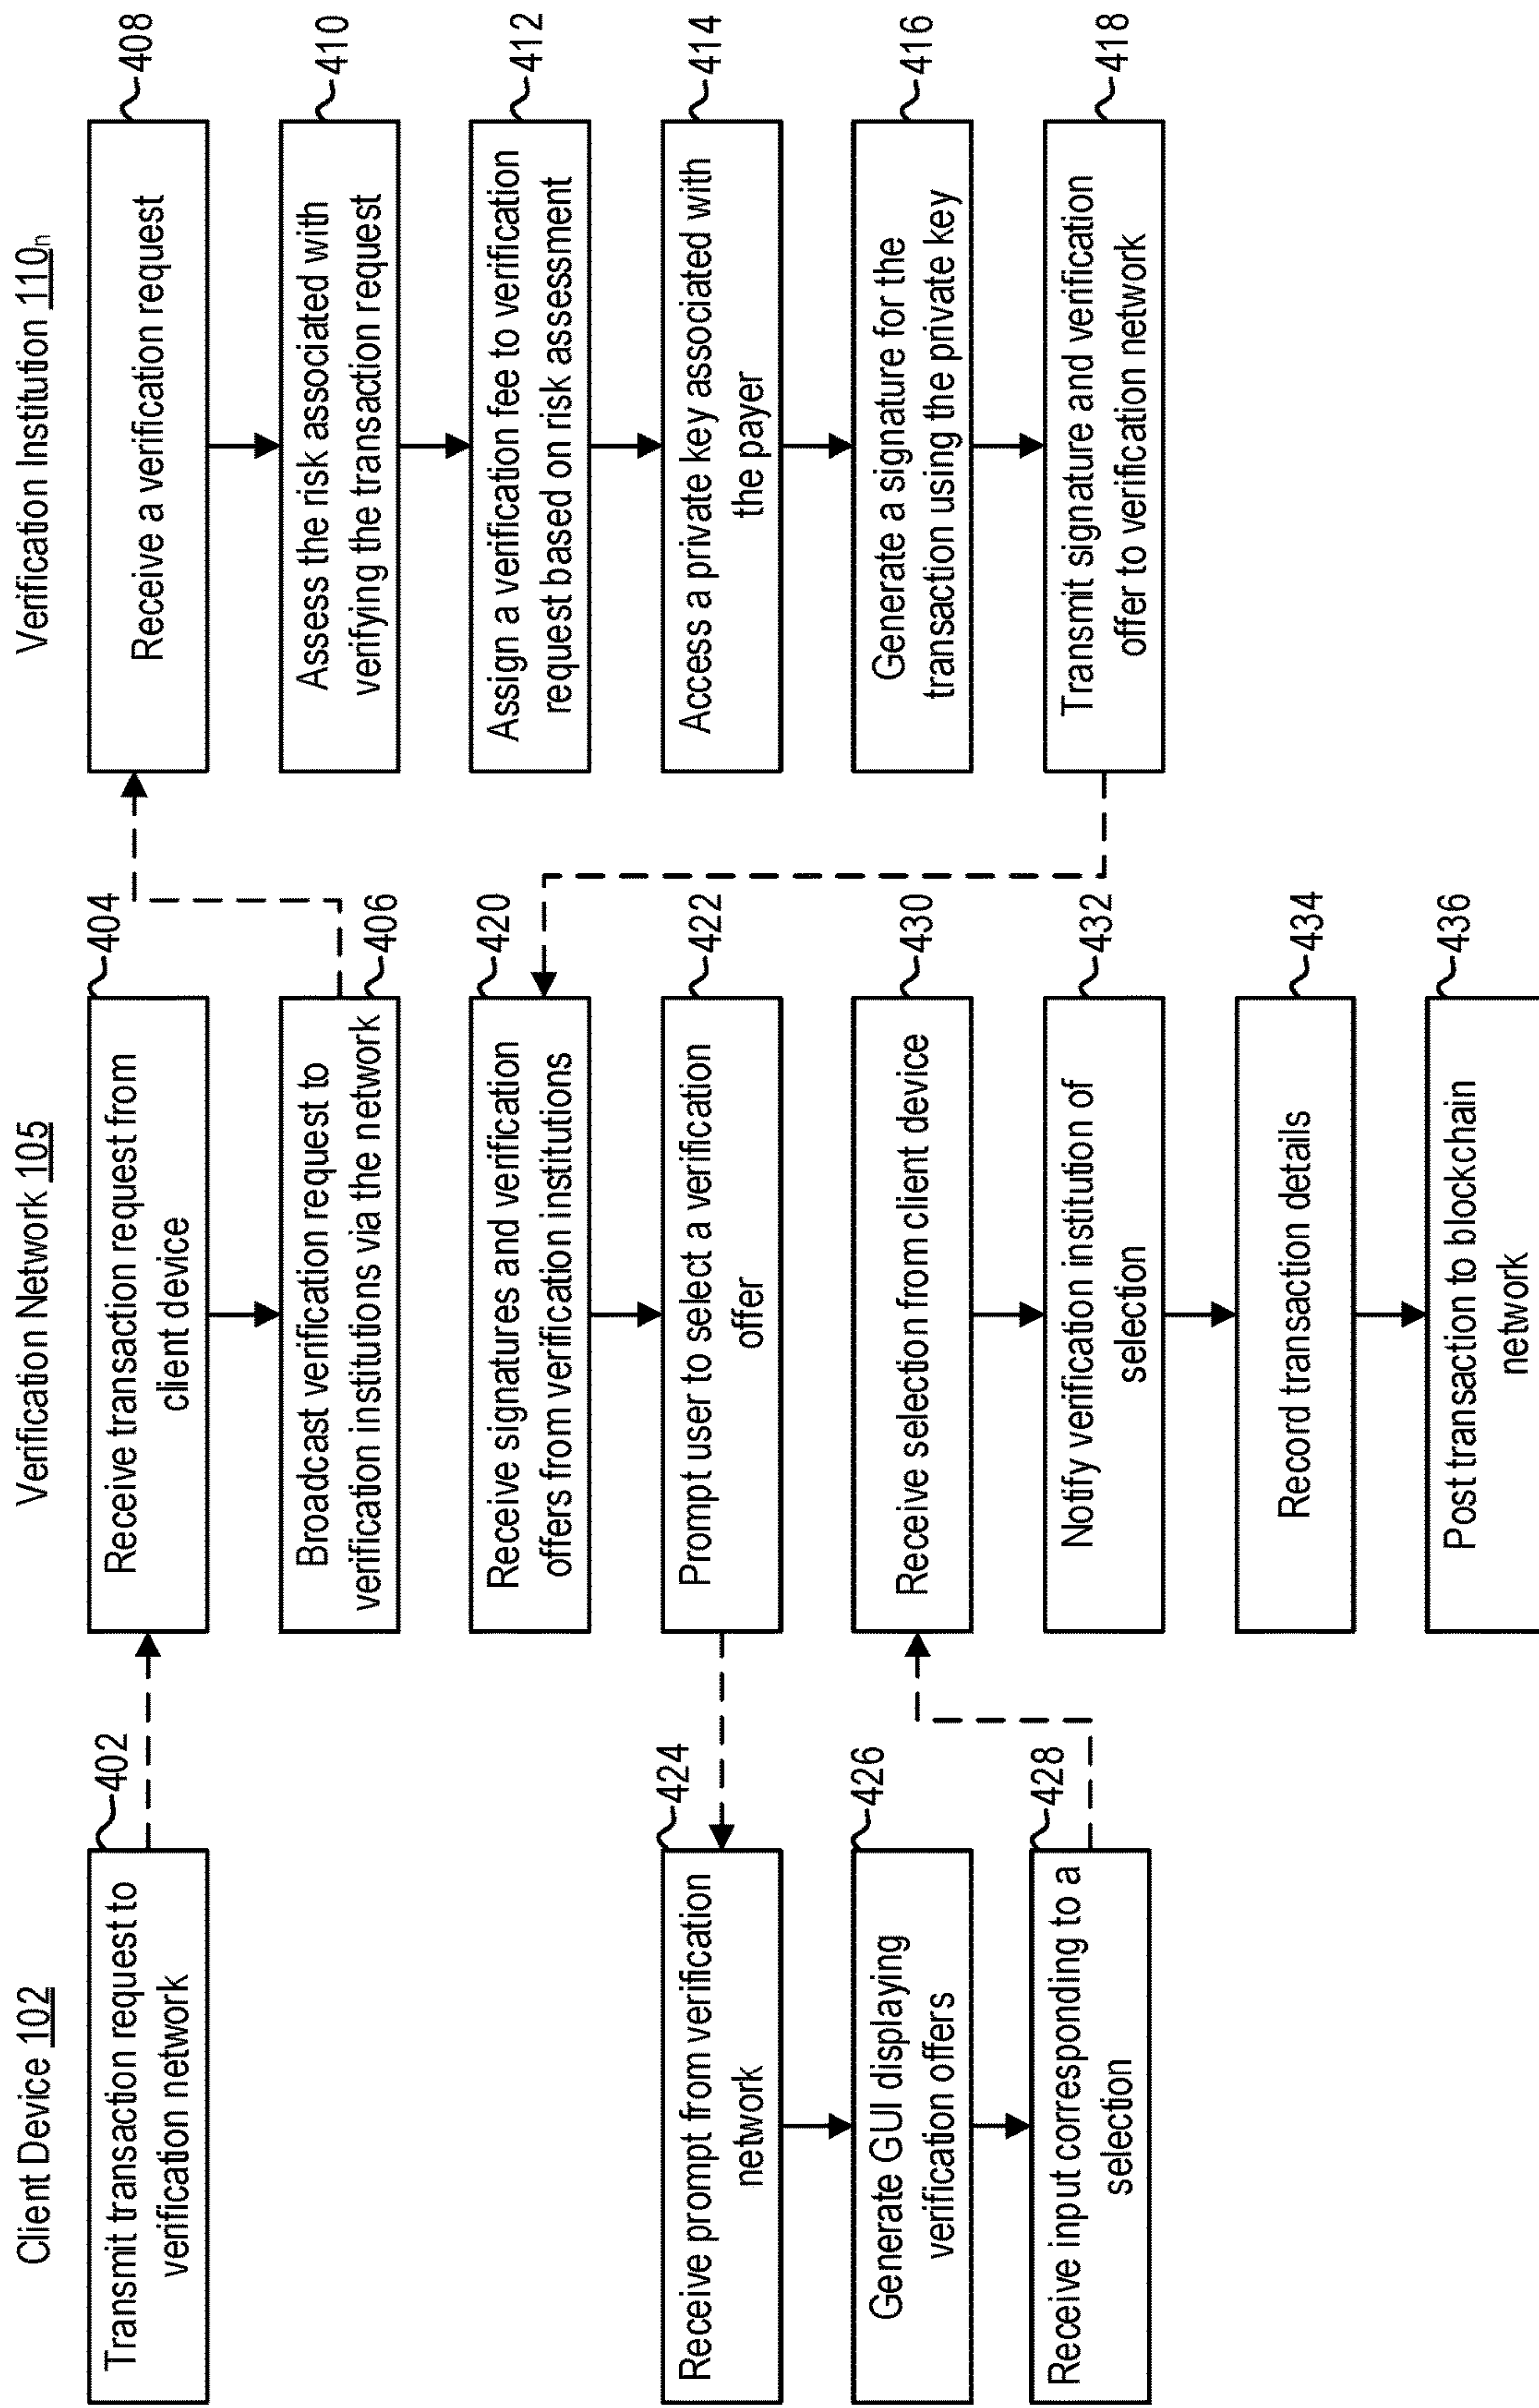 Client Device 102
Transmit transaction request to
verification network
402
Receive prompt from verification
network
424
Generate GUI displaying
verification offers
426
Receive input corresponding to a
selection
428
Verification Network 105
Receive transaction request from
client device
404
Broadcast verification request to
verification institutions via the network
406
Receive signatures and verification
offers from verification institutions
420
Prompt user to select a verification
offer
422
Receive selection from client device
430
Notify verification institution of
selection
432
Record transaction details
434
Post transaction to blockchain
network
436
Verification Institution 110n
Receive a verification request
408
Assess the risk associated with
verifying the transaction request
410
Assign a verification fee to verification
request based on risk assessment
412
Access a private key associated with
the payer
414
Generate a signature for the
transaction using the private key
416
Transmit signature and verification
offer to verification network
418